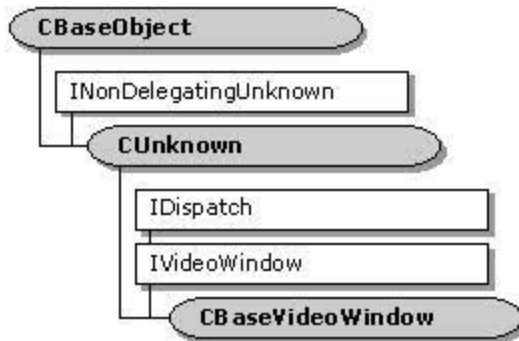 CBaseObject
INonDelegatingUnknown
CUnknown
IDispatch
IVideoWindow
CBaseVideoWindow